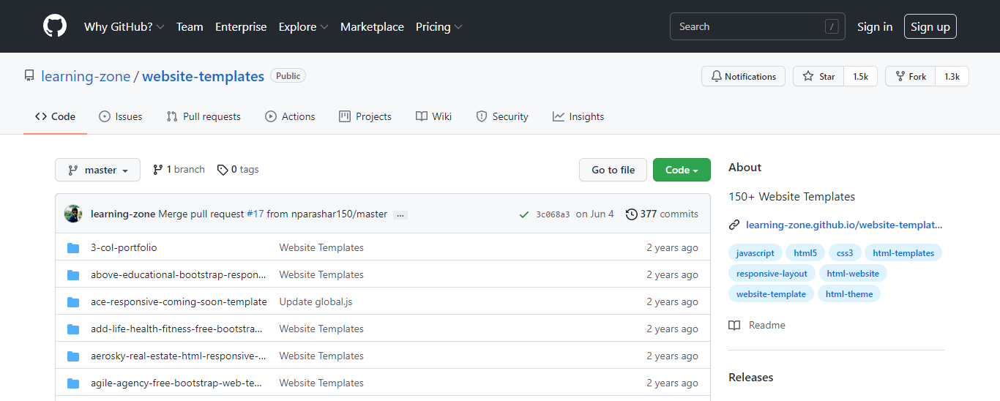 Why GitHub? Team Enterprise Explore Marketplace Pricing Search / Sign in Sign up
learning-zone / website-templates Public Notifications Star 1.5k Fork 1.3k
Code Issues Pull requests Actions Projects Wiki Security Insights
master 1 branch 0 tags Go to file Code
learning-zone Merge pull request #17 from nparashar150/master ... 3c068a3 on Jun 4 377 commits
3-col-portfolio Website Templates 2 years ago
above-educational-bootstrap-respon... Website Templates 2 years ago
ace-responsive-coming-soon-template Update global.js 2 years ago
add-life-health-fitness-free-bootstra... Website Templates 2 years ago
aerosky-real-estate-html-responsive-... Website Templates 2 years ago
agile-agency-free-bootstrap-web-te... Website Templates 2 years ago
About
150+ Website Templates
learning-zone.github.io/website-templat...
javascript html5 css3 html-templates
responsive-layout html-website
website-template html-theme
Readme
Releases